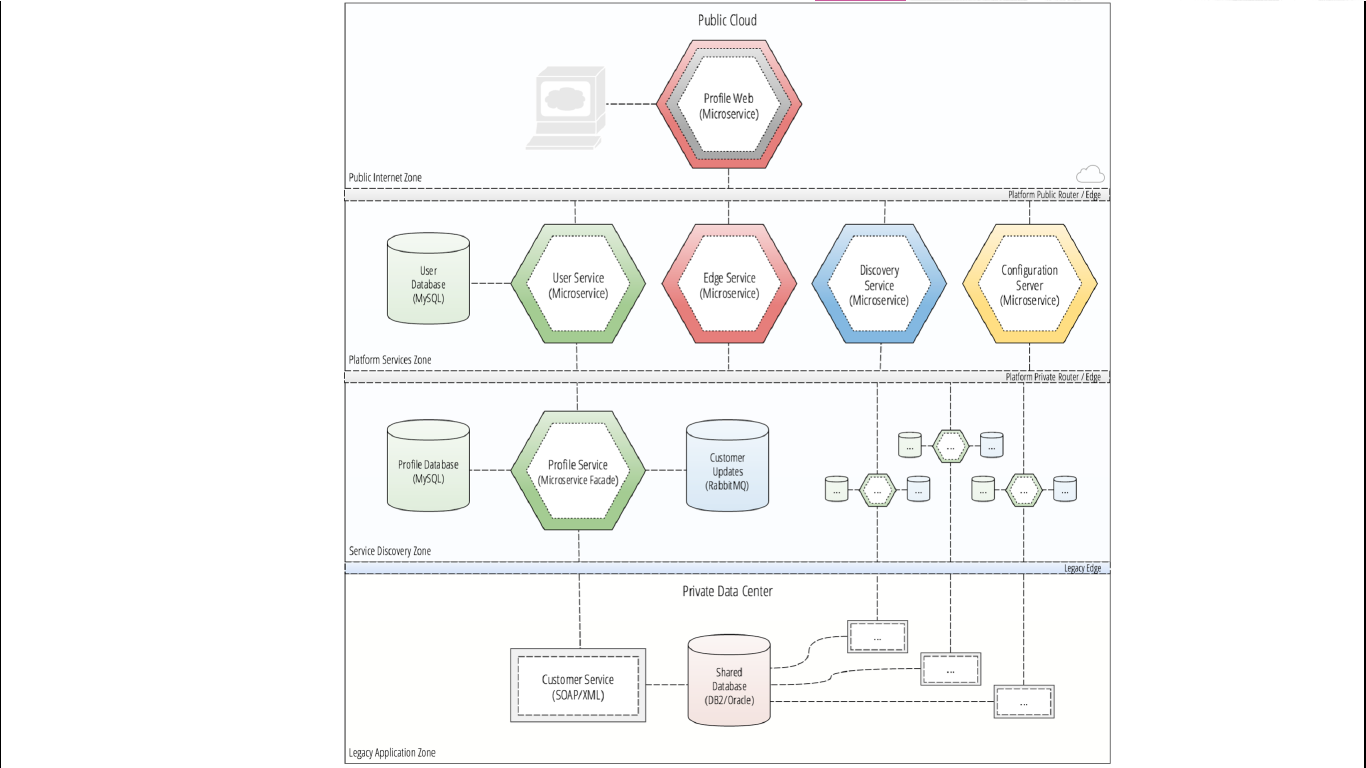 Public Cloud
Profile Web
(Microservice)
Public Internet Zone
Platform Public Router / Edge
User
Database
(MySQL)
User Service
(Microservice)
Edge Service
(Microservice)
Discovery
Service
(Microservice)
Configuration
Server
(Microservice)
Platform Services Zone
Platform Private Router / Edge
Profile Database
(MySQL)
Profile Service
(Microservice Facade)
Customer
Updates
(RabbitMQ)
... ... ...
... ... ...
... ... ...
Service Discovery Zone
Legacy Edge
Private Data Center
Customer Service
(SOAP/XML)
Shared
Database
(DB2/Oracle)
...
...
...
Legacy Application Zone